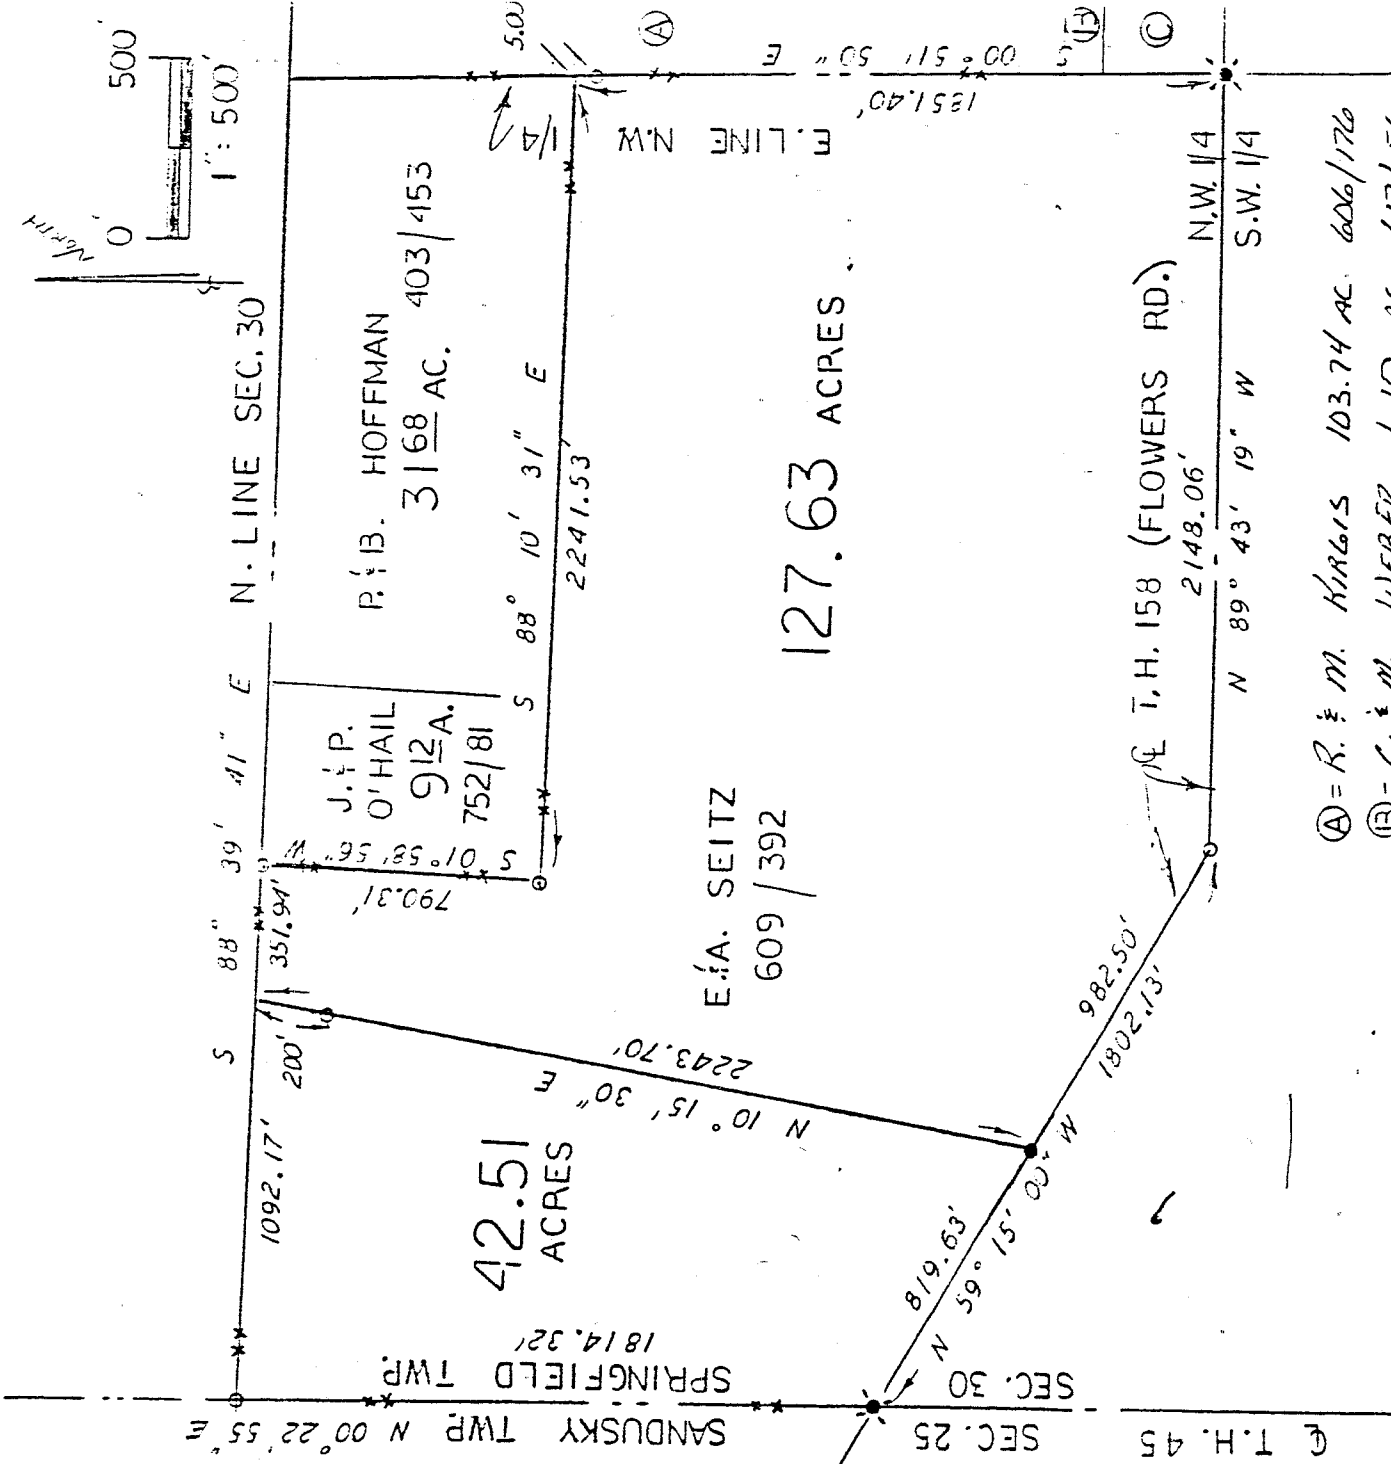 NORTH
0 500'
1" : 500'
N. LINE SEC. 30
S 88° 39' 41" E
1092.17'
200'
351.94'
P. & B. HOFFMAN
31 68 AC. 403/453
J. & P.
O'HAIL
9 12 A.
752/81
S 01° 58' 56" W
790.31'
S 88° 10' 31" E
2241.53'
5.00
E. LINE N.W. 1/4
S 00° 51' 50" E
1851.40'
A
B
C
127.63 ACRES
E. & A. SEITZ
609/392
N 10° 15' 30" E
2243.70'
42.51
ACRES
1814.32'
SPRINGFIELD TWP.
SANDUSKY TWP. N 00° 22' 55" E
SEC. 30
SEC. 25
℄ T.H. 45
819.63'
N 59° 15' 00" W
982.50'
1802.13'
℄ T.H. 158 (FLOWERS RD.)
2148.06'
N 89° 43' 19" W
N.W. 1/4
S.W. 1/4
A = R. & M. KIRGIS 103.74 AC. 606/176